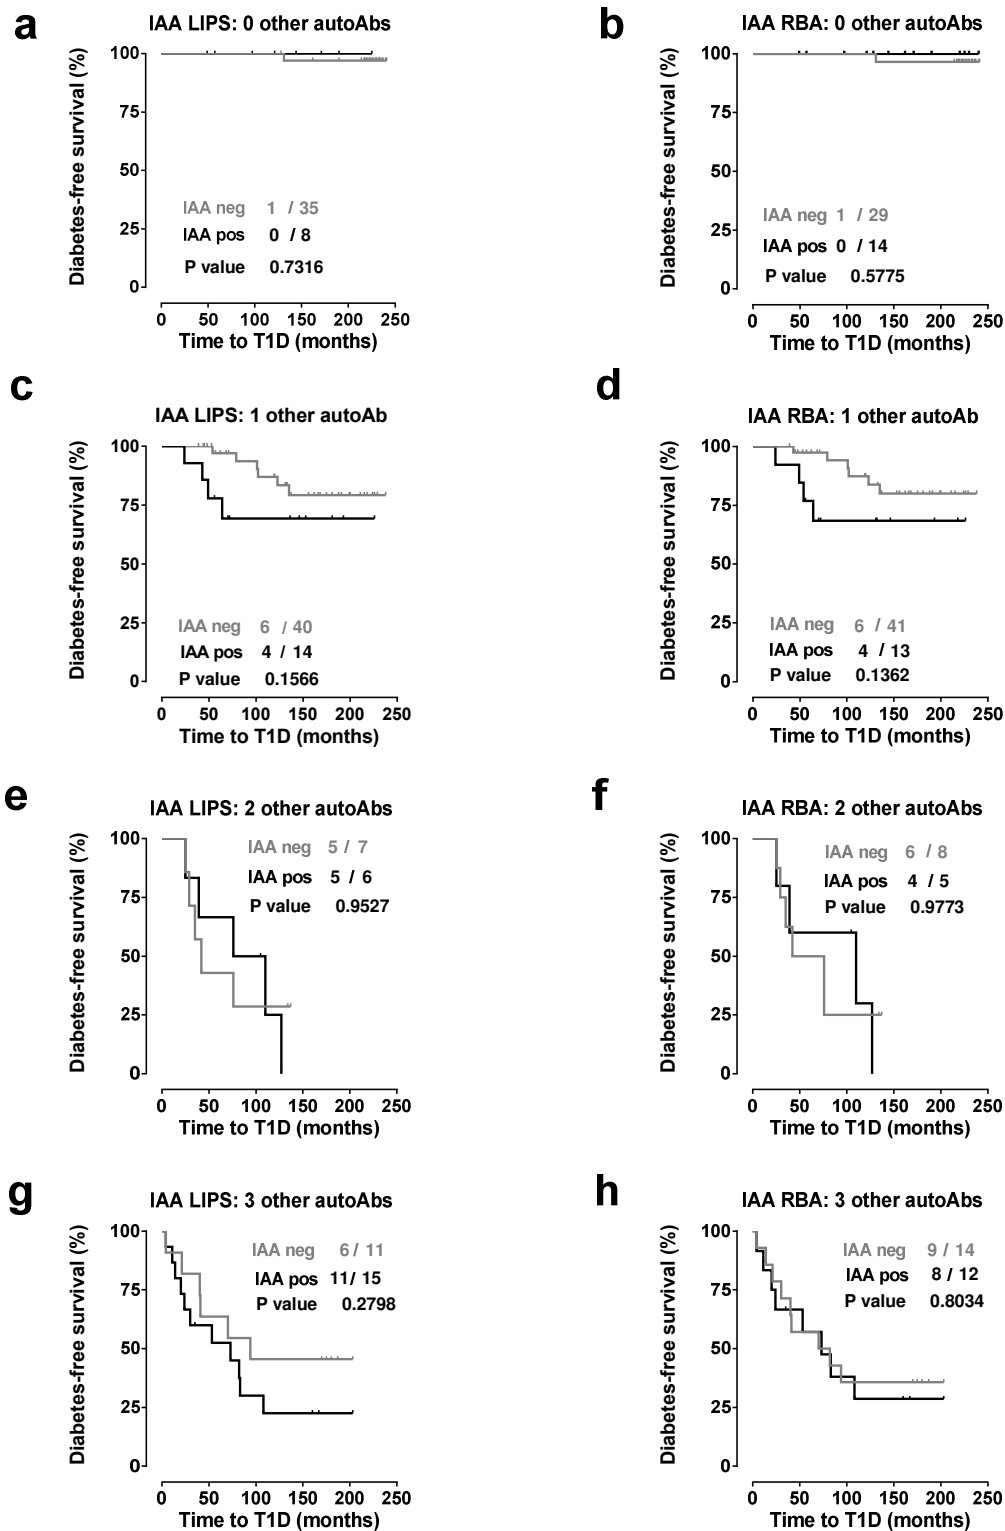 a
IAA LIPS: 0 other autoAbs
Diabetes-free survival (%)
100
75
50
25
0
IAA neg 1 / 35
IAA pos 0 / 8
P value 0.7316
0 50 100 150 200 250
Time to T1D (months)
b
IAA RBA: 0 other autoAbs
Diabetes-free survival (%)
100
75
50
25
0
IAA neg 1 / 29
IAA pos 0 / 14
P value 0.5775
0 50 100 150 200 250
Time to T1D (months)
c
IAA LIPS: 1 other autoAb
Diabetes-free survival (%)
100
75
50
25
0
IAA neg 6 / 40
IAA pos 4 / 14
P value 0.1566
0 50 100 150 200 250
Time to T1D (months)
d
IAA RBA: 1 other autoAb
Diabetes-free survival (%)
100
75
50
25
0
IAA neg 6 / 41
IAA pos 4 / 13
P value 0.1362
0 50 100 150 200 250
Time to T1D (months)
e
IAA LIPS: 2 other autoAbs
Diabetes-free survival (%)
100
75
50
25
0
IAA neg 5 / 7
IAA pos 5 / 6
P value 0.9527
0 50 100 150 200 250
Time to T1D (months)
f
IAA RBA: 2 other autoAbs
Diabetes-free survival (%)
100
75
50
25
0
IAA neg 6 / 8
IAA pos 4 / 5
P value 0.9773
0 50 100 150 200 250
Time to T1D (months)
g
IAA LIPS: 3 other autoAbs
Diabetes-free survival (%)
100
75
50
25
0
IAA neg 6 / 11
IAA pos 11 / 15
P value 0.2798
0 50 100 150 200 250
Time to T1D (months)
h
IAA RBA: 3 other autoAbs
Diabetes-free survival (%)
100
75
50
25
0
IAA neg 9 / 14
IAA pos 8 / 12
P value 0.8034
0 50 100 150 200 250
Time to T1D (months)